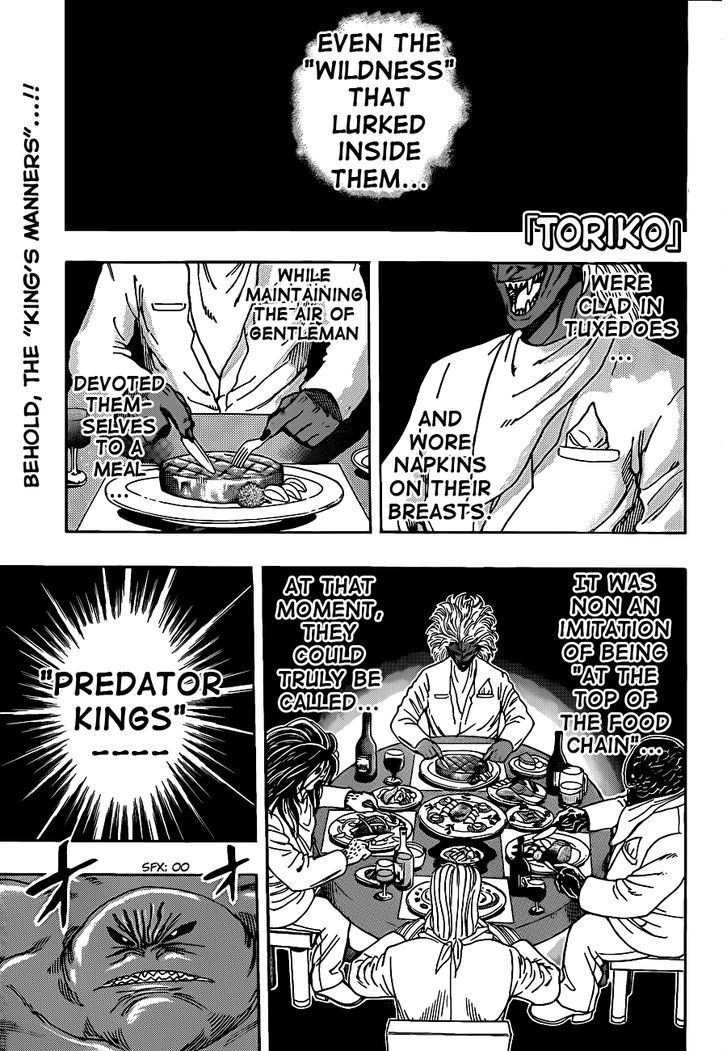 EVEN THE
"WILDNESS"
THAT
LURKED
INSIDE
THEM...
『TORIKO』
BEHOLD, THE "KING'S MANNERS"...!!
WERE
CLAD IN
TUXEDOES
...
AND
WORE
NAPKINS
ON THEIR
BREASTS.
WHILE
MAINTAINING
THE AIR OF
GENTLEMAN
DEVOTED
THEM-
SELVES
TO A
MEAL
...
IT WAS
NON AN
IMITATION
OF BEING
"AT THE
TOP OF
THE FOOD
CHAIN"...
AT THAT
MOMENT,
THEY
COULD
TRULY BE
CALLED...
"PREDATOR
KINGS"
----
SFX: OO
オオ